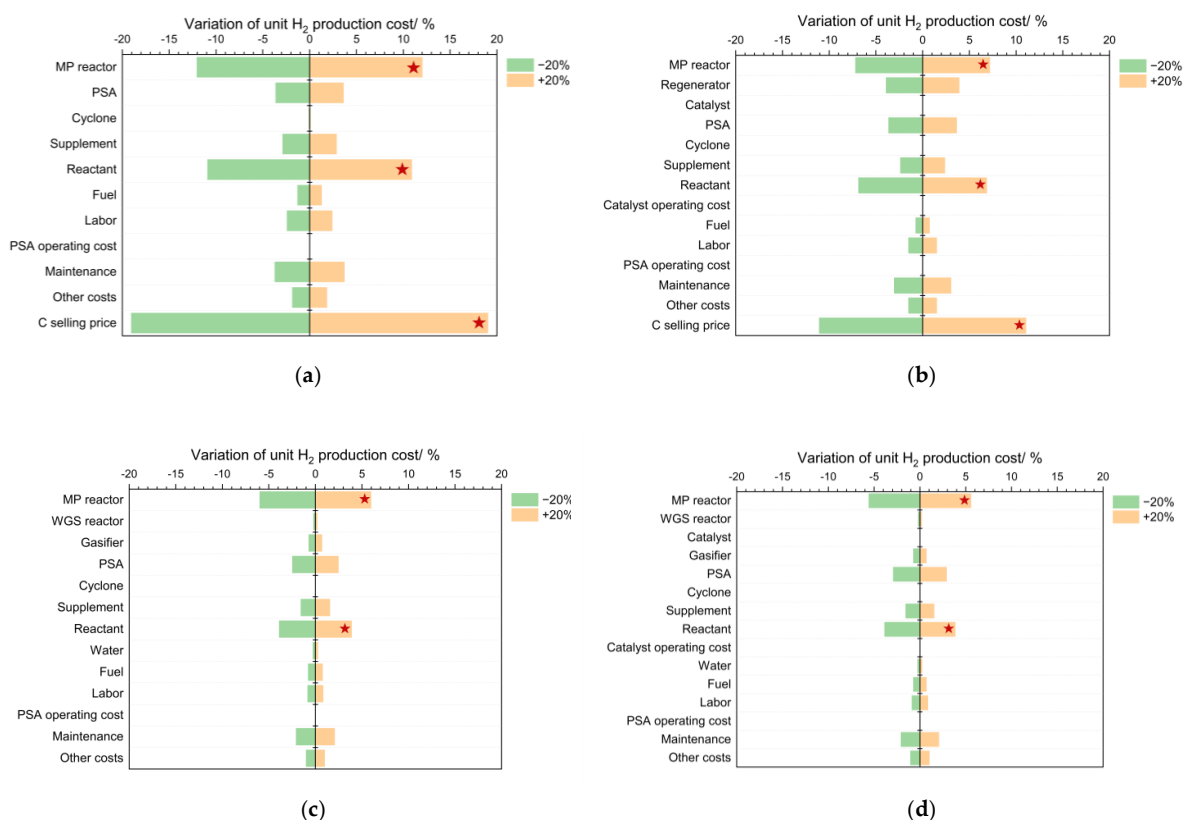 Variation of unit H₂ production cost/ %
-20 -15 -10 -5 0 5 10 15 20
MP reactor
PSA
Cyclone
Supplement
Reactant
Fuel
Labor
PSA operating cost
Maintenance
Other costs
C selling price
−20%
+20%
(a)
Variation of unit H₂ production cost/ %
-20 -15 -10 -5 0 5 10 15 20
MP reactor
Regenerator
Catalyst
PSA
Cyclone
Supplement
Reactant
Catalyst operating cost
Fuel
Labor
PSA operating cost
Maintenance
Other costs
C selling price
−20%
+20%
(b)
Variation of unit H₂ production cost/ %
-20 -15 -10 -5 0 5 10 15 20
MP reactor
WGS reactor
Gasifier
PSA
Cyclone
Supplement
Reactant
Water
Fuel
Labor
PSA operating cost
Maintenance
Other costs
−20%
+20%
(c)
Variation of unit H₂ production cost/ %
-20 -15 -10 -5 0 5 10 15 20
MP reactor
WGS reactor
Catalyst
Gasifier
PSA
Cyclone
Supplement
Reactant
Catalyst operating cost
Water
Fuel
Labor
PSA operating cost
Maintenance
Other costs
−20%
+20%
(d)